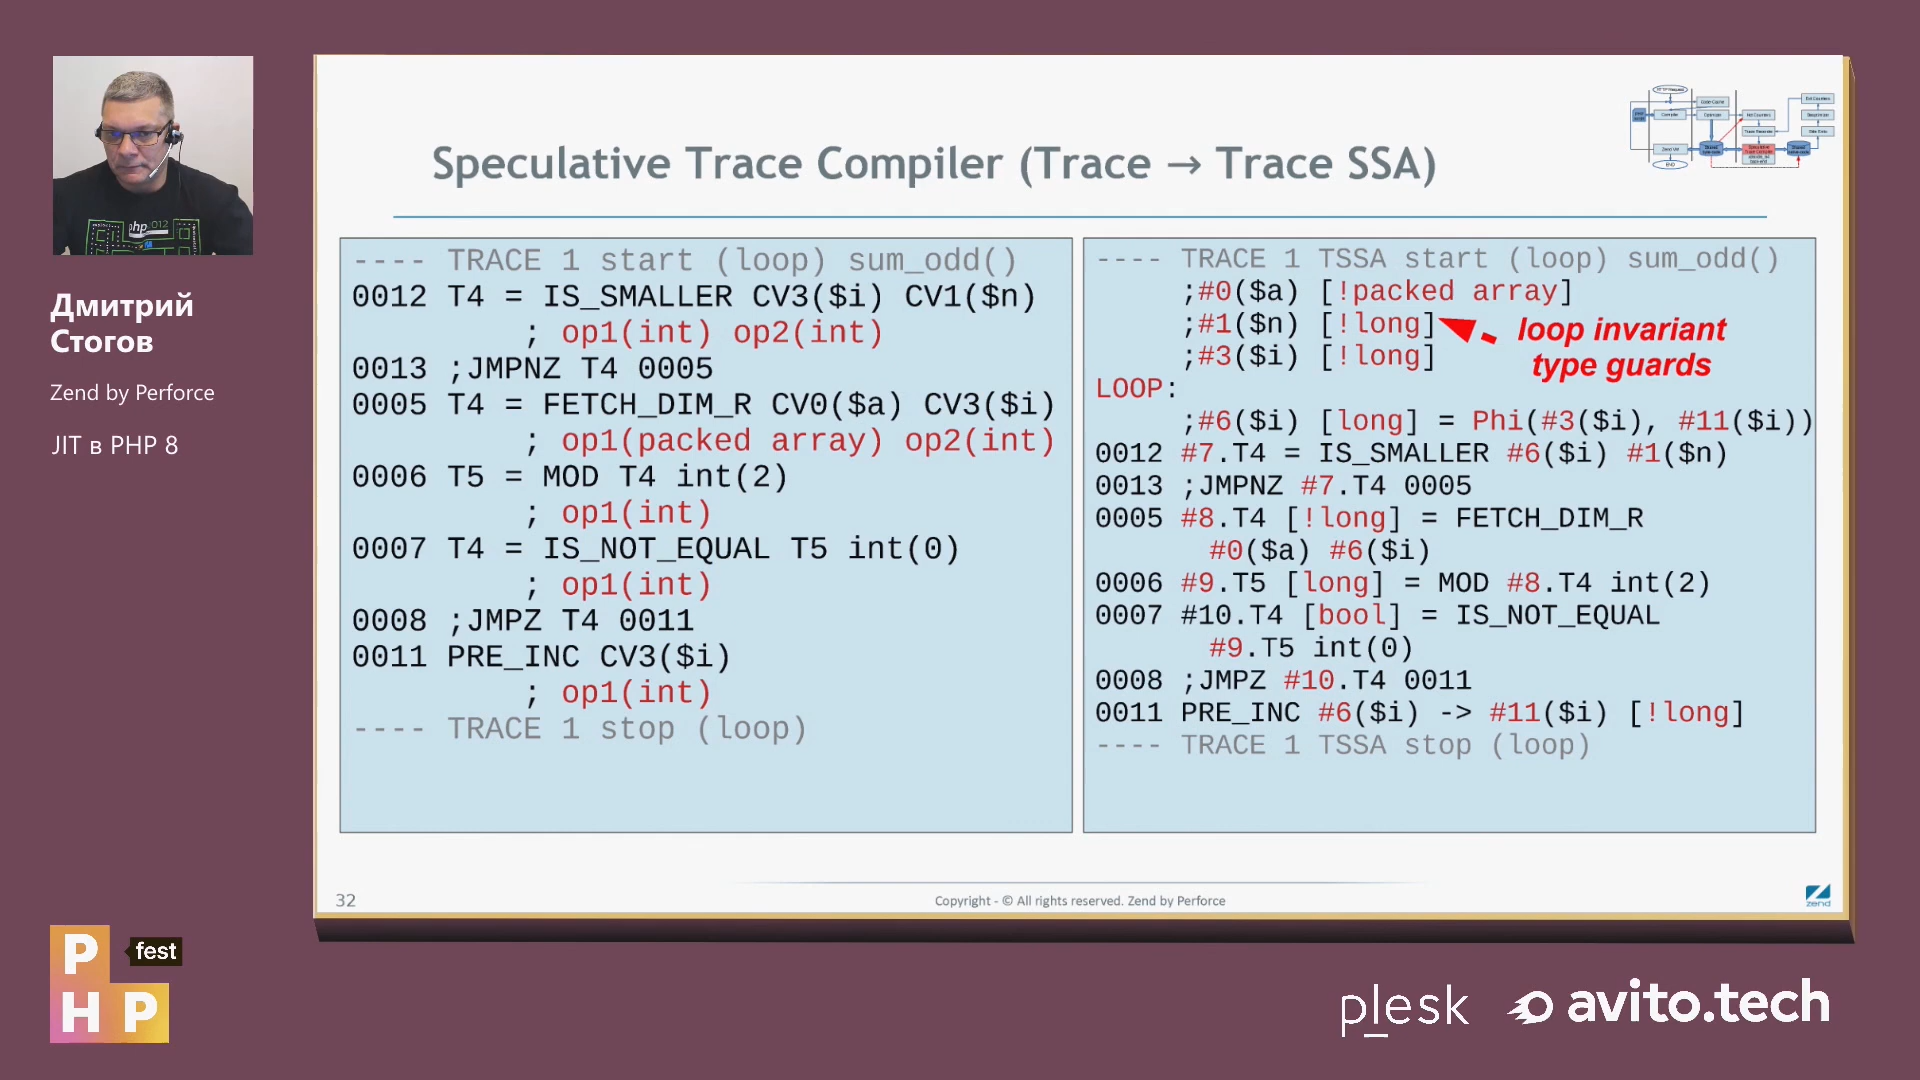 Дмитрий
Стогов
Zend by Perforce
JIT в PHP 8
Speculative Trace Compiler (Trace → Trace SSA)
---- TRACE 1 start (loop) sum_odd()
0012 T4 = IS_SMALLER CV3($i) CV1($n)
; op1(int) op2(int)
0013 ;JMPNZ T4 0005
0005 T4 = FETCH_DIM_R CV0($a) CV3($i)
; op1(packed array) op2(int)
0006 T5 = MOD T4 int(2)
; op1(int)
0007 T4 = IS_NOT_EQUAL T5 int(0)
; op1(int)
0008 ;JMPZ T4 0011
0011 PRE_INC CV3($i)
; op1(int)
---- TRACE 1 stop (loop)
---- TRACE 1 TSSA start (loop) sum_odd()
;#0($a) [!packed array]
;#1($n) [!long]
;#3($i) [!long]
loop invariant
type guards
LOOP:
;#6($i) [long] = Phi(#3($i), #11($i))
0012 #7.T4 = IS_SMALLER #6($i) #1($n)
0013 ;JMPNZ #7.T4 0005
0005 #8.T4 [!long] = FETCH_DIM_R
#0($a) #6($i)
0006 #9.T5 [long] = MOD #8.T4 int(2)
0007 #10.T4 [bool] = IS_NOT_EQUAL
#9.T5 int(0)
0008 ;JMPZ #10.T4 0011
0011 PRE_INC #6($i) -> #11($i) [!long]
---- TRACE 1 TSSA stop (loop)
32
Copyright - © All rights reserved. Zend by Perforce
zend
PHP
fest
plesk
avito.tech